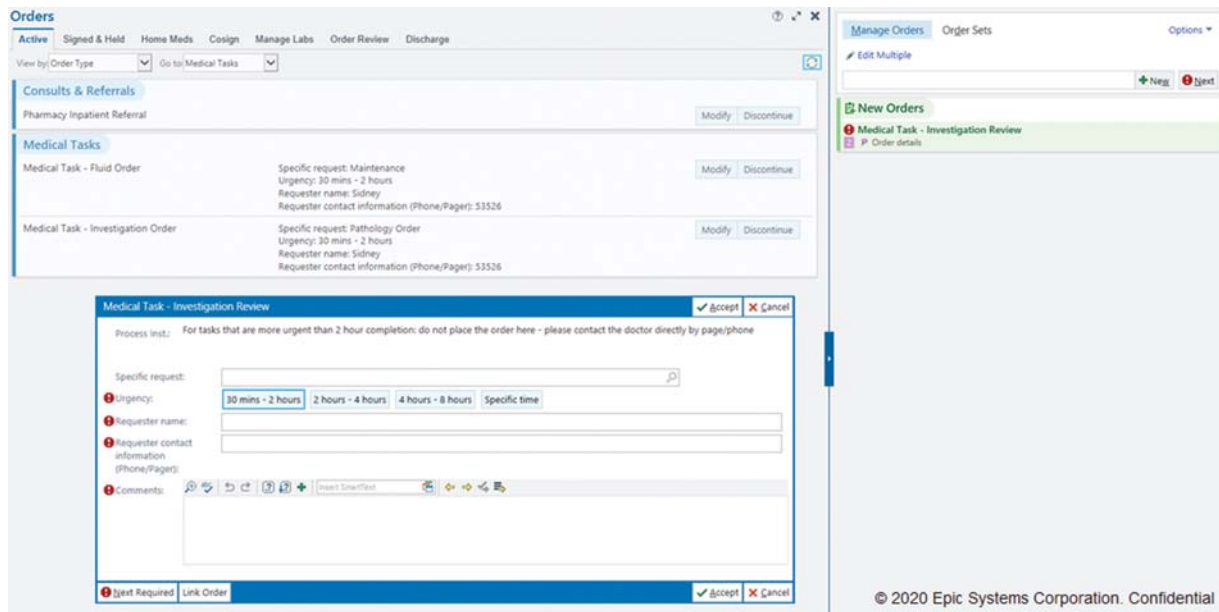 Orders
Active Signed & Held Home Meds Cosign Manage Labs Order Review Discharge
View by: Order Type Go to: Medical Tasks
Consults & Referrals
Pharmacy Inpatient Referral Modify Discontinue
Medical Tasks
Medical Task - Fluid Order Specific request: Maintenance Modify Discontinue
Urgency: 30 mins - 2 hours
Requester name: Sidney
Requester contact information (Phone/Pager): 53526
Medical Task - Investigation Order Specific request: Pathology Order Modify Discontinue
Urgency: 30 mins - 2 hours
Requester name: Sidney
Requester contact information (Phone/Pager): 53526
Medical Task - Investigation Review Accept Cancel
Process Inst.: For tasks that are more urgent than 2 hour completion: do not place the order here - please contact the doctor directly by page/phone
Specific request:
Urgency: 30 mins - 2 hours 2 hours - 4 hours 4 hours - 8 hours Specific time
Requester name:
Requester contact
information
(Phone/Pager):
Comments: Insert SmartText
Next Required Link Order Accept Cancel
Manage Orders Order Sets Options
Edit Multiple
New Next
New Orders
Medical Task - Investigation Review
P Order details
© 2020 Epic Systems Corporation. Confidential